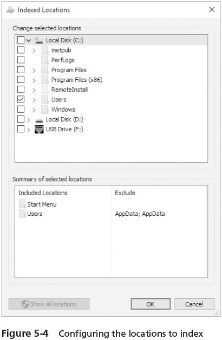 Indexed Locations
Change selected locations
Local Disk (C:)
inetpub
PerfLogs
Program Files
Program Files (x86)
RemoteInstall
Users
Windows
Local Disk (D:)
USB Drive (F:)
Summary of selected locations
Included Locations Exclude
Start Menu
Users AppData; AppData
Show all locations
OK Cancel
Figure 5-4 Configuring the locations to index